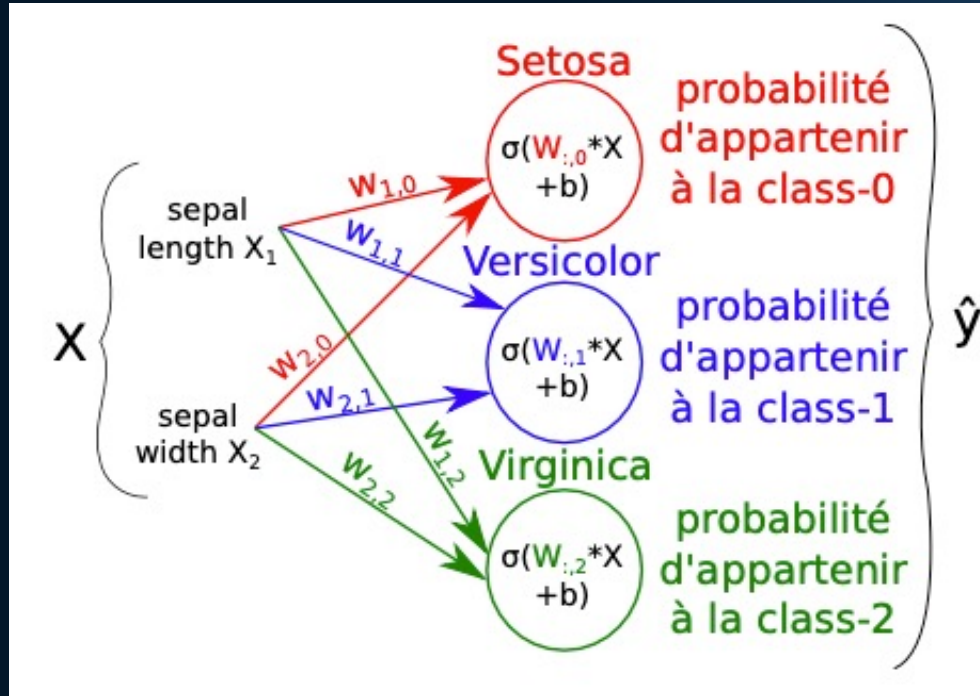 X
sepal
length X₁
sepal
width X₂
W₁,₀
W₁,₁
W₂,₀
W₂,₁
W₁,₂
W₂,₂
Setosa
σ(W:,₀*X
+b)
probabilité
d'appartenir
à la class-0
Versicolor
σ(W:,₁*X
+b)
probabilité
d'appartenir
à la class-1
Virginica
σ(W:,₂*X
+b)
probabilité
d'appartenir
à la class-2
ŷ